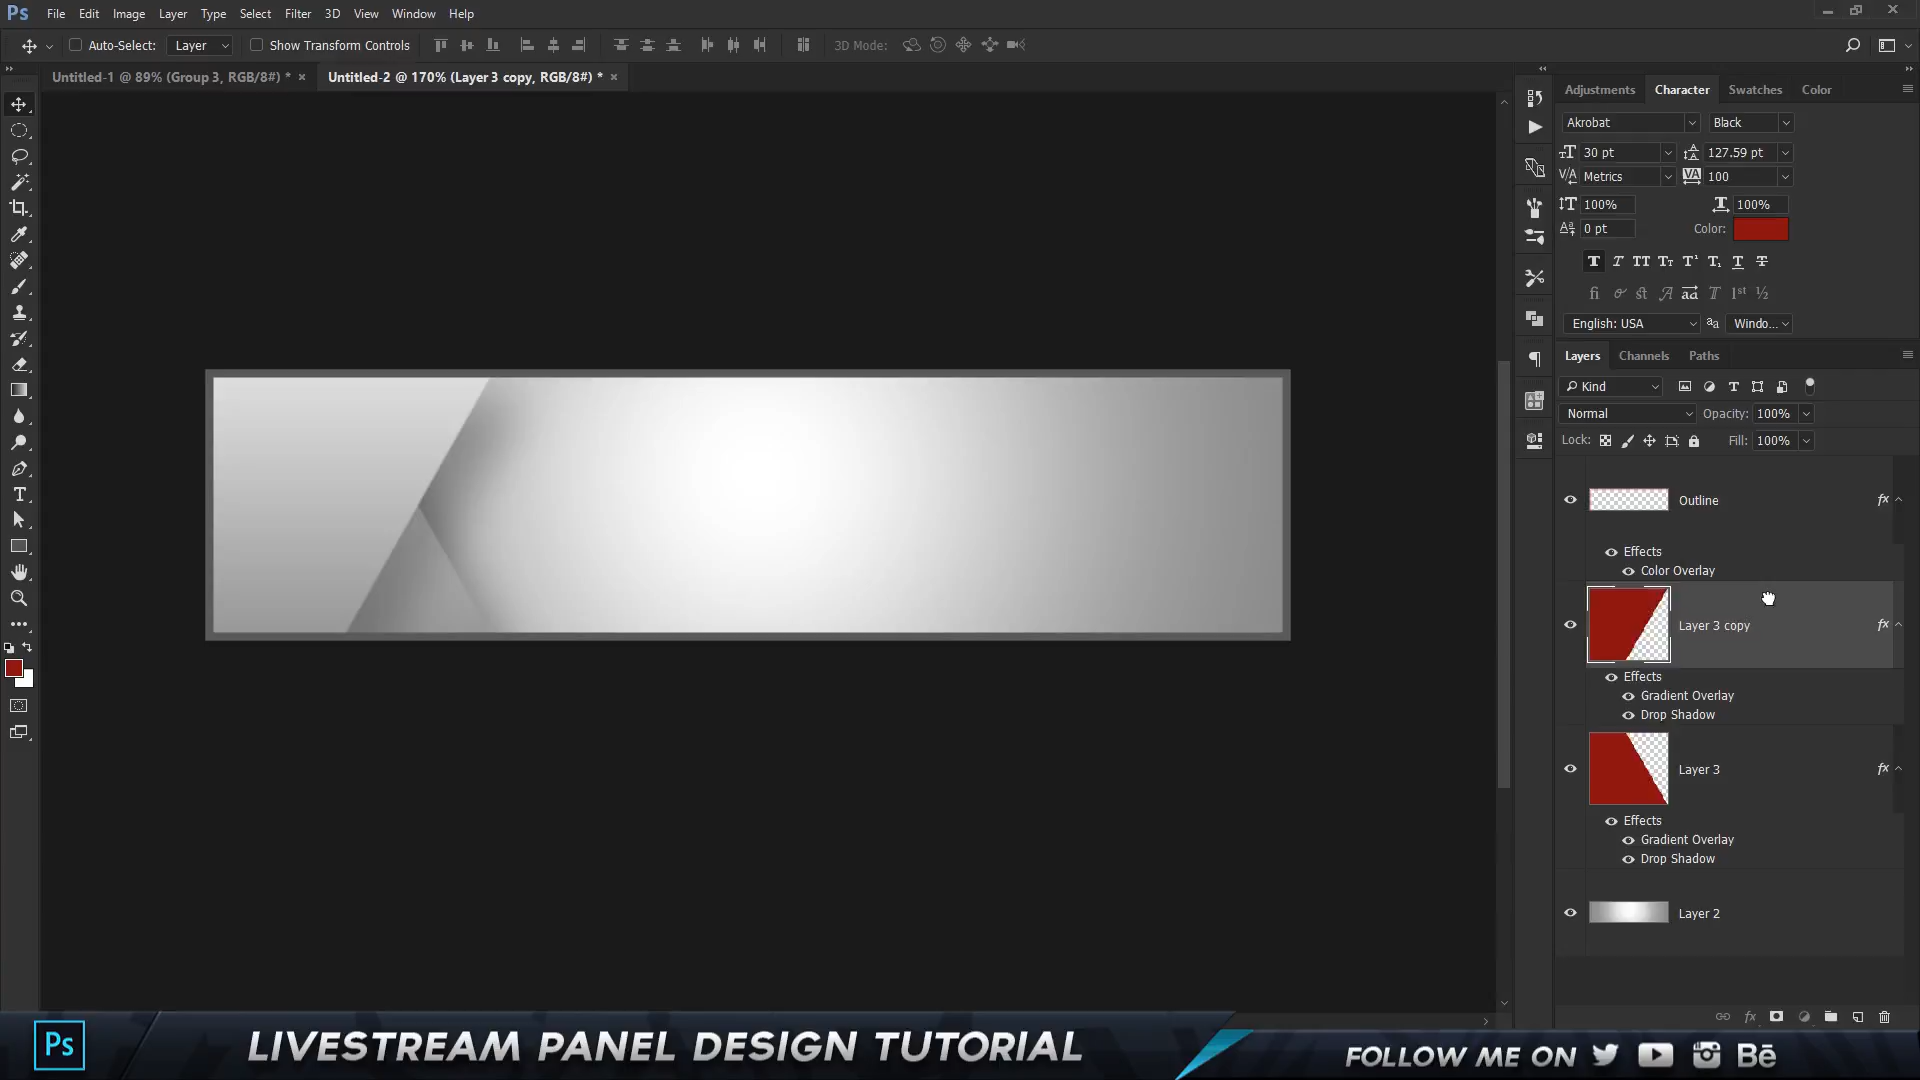 Ps File Edit Image Layer Type Select Filter 3D View Window Help
Auto-Select: Layer Show Transform Controls 3D Mode:
Untitled-1 @ 89% (Group 3, RGB/8#) * × Untitled-2 @ 170% (Layer 3 copy, RGB/8#) * ×
Adjustments Character Swatches Color
Akrobat Black
30 pt 127.59 pt
Metrics 100
100% 100%
0 pt Color:
English: USA Windo...
Layers Channels Paths
Kind
Normal Opacity: 100%
Lock: Fill: 100%
Outline fx
Effects
Color Overlay
Layer 3 copy fx
Effects
Gradient Overlay
Drop Shadow
Layer 3 fx
Effects
Gradient Overlay
Drop Shadow
Layer 2
fx
Ps LIVESTREAM PANEL DESIGN TUTORIAL
FOLLOW ME ON Bē